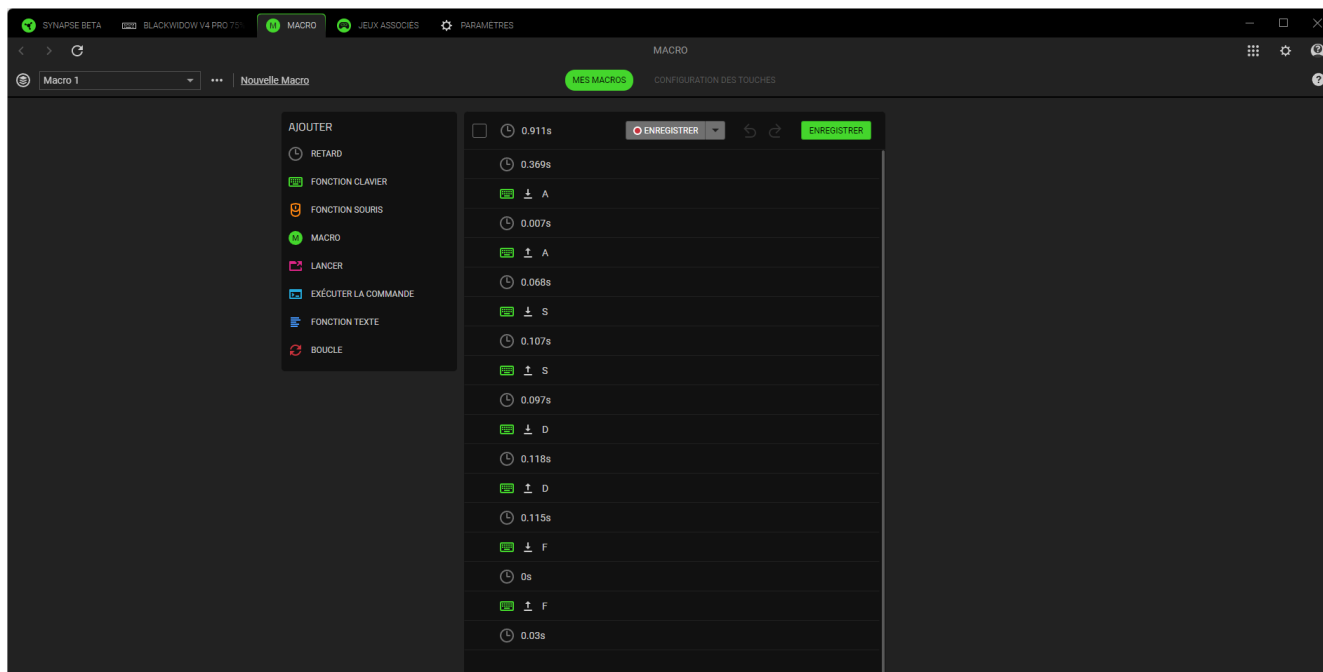 SYNAPSE BETA BLACKWIDOW V4 PRO 75% MACRO JEUX ASSOCIÉS PARAMÈTRES
MACRO
Macro 1 Nouvelle Macro MES MACROS CONFIGURATION DES TOUCHES
AJOUTER
RETARD
FONCTION CLAVIER
FONCTION SOURIS
MACRO
LANCER
EXÉCUTER LA COMMANDE
FONCTION TEXTE
BOUCLE
0.911s ENREGISTRER ENREGISTRER
0.369s
A
0.007s
A
0.068s
S
0.107s
S
0.097s
D
0.118s
D
0.115s
F
0s
F
0.03s